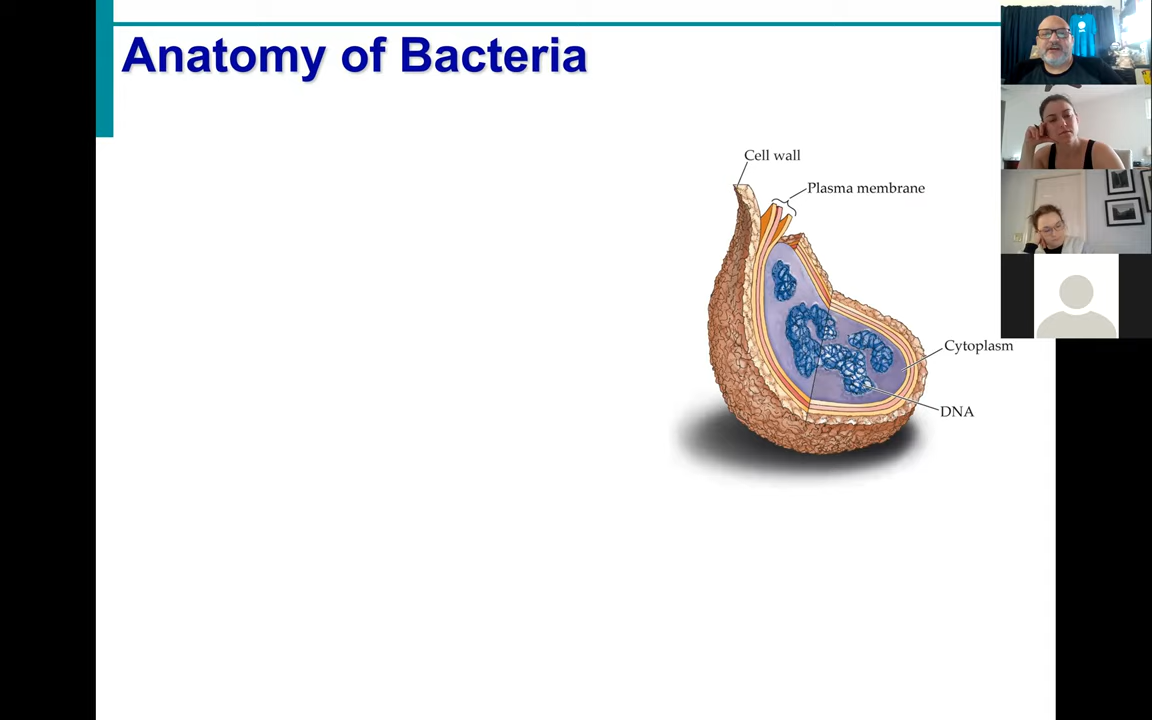 Anatomy of Bacteria
Cell wall
Plasma membrane
Cytoplasm
DNA